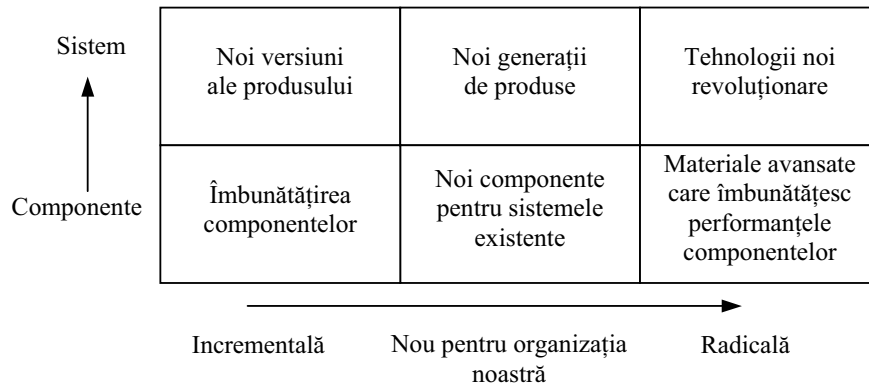 Sistem
Noi versiuni
ale produsului
Noi generații
de produse
Tehnologii noi
revoluționare
Componente
Îmbunătățirea
componentelor
Noi componente
pentru sistemele
existente
Materiale avansate
care îmbunătățesc
performanțele
componentelor
Incrementală
Nou pentru organizația
noastră
Radicală